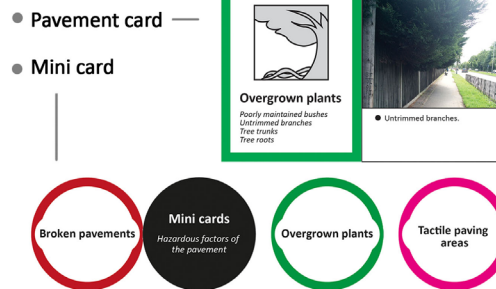 Pavement card
Mini card
Overgrown plants
Poorly maintained bushes
Untrimmed branches
Tree trunks
Tree roots
Untrimmed branches.
Broken pavements
Mini cards
Hazardous factors of
the pavement
Overgrown plants
Tactile paving
areas